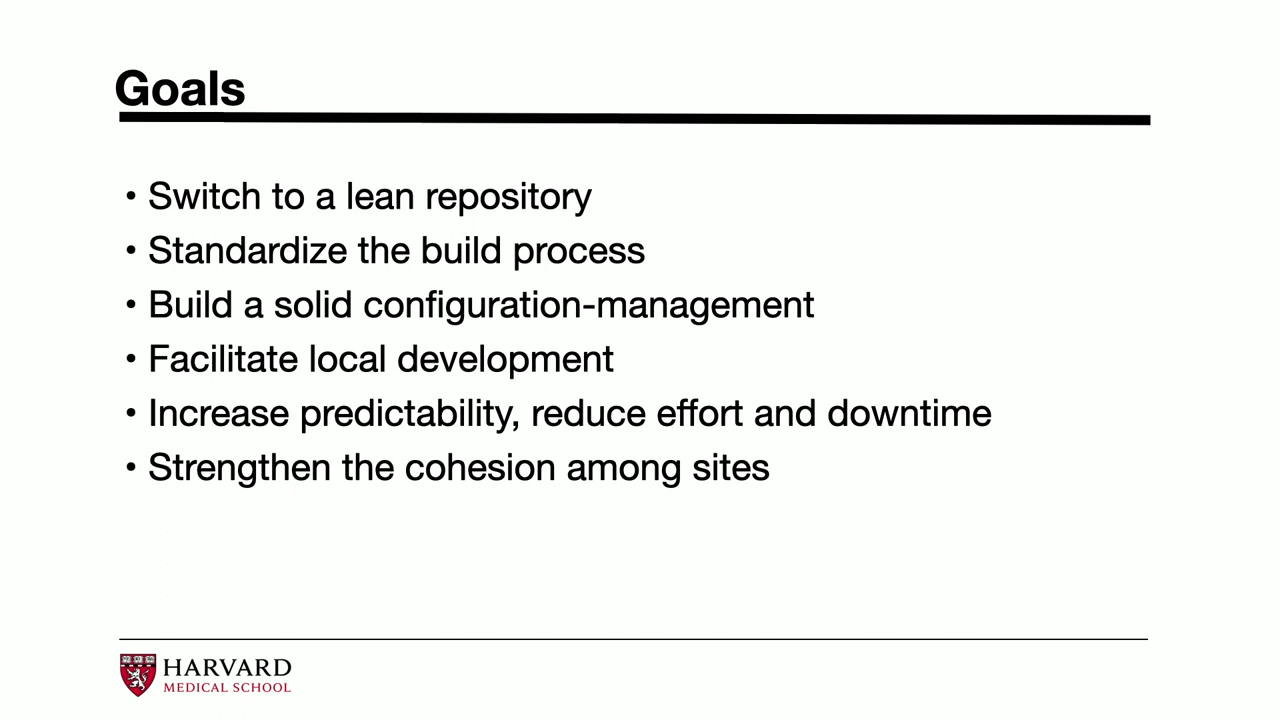 Goals
• Switch to a lean repository
• Standardize the build process
• Build a solid configuration-management
• Facilitate local development
• Increase predictability, reduce effort and downtime
• Strengthen the cohesion among sites
HARVARD
MEDICAL SCHOOL